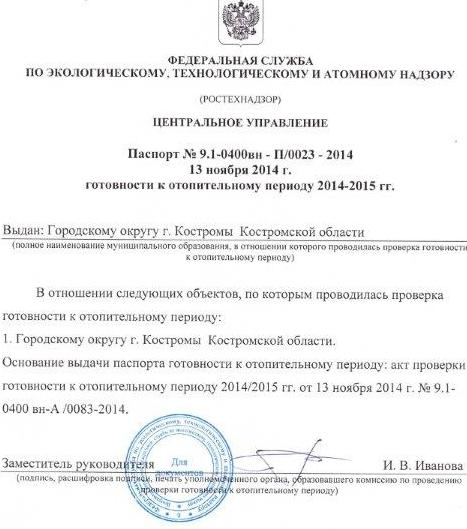 ФЕДЕРАЛЬНАЯ СЛУЖБА
ПО ЭКОЛОГИЧЕСКОМУ, ТЕХНОЛОГИЧЕСКОМУ И АТОМНОМУ НАДЗОРУ
(РОСТЕХНАДЗОР)
ЦЕНТРАЛЬНОЕ УПРАВЛЕНИЕ
Паспорт № 9.1-0400вн - П/0023 - 2014
13 ноября 2014 г.
готовности к отопительному периоду 2014-2015 гг.
Выдан: Городскому округу г. Костромы Костромской области
(полное наименование муниципального образования, в отношении которого проводилась проверка готовности
к отопительному периоду)
В отношении следующих объектов, по которым проводилась проверка
готовности к отопительному периоду:
1. Городскому округу г. Костромы Костромской области.
Основание выдачи паспорта готовности к отопительному периоду: акт проверки
готовности к отопительному периоду 2014/2015 гг. от 13 ноября 2014 г. № 9.1-
0400 вн-А /0083-2014.
Для
документов
Заместитель руководителя И. В. Иванова
(подпись, расшифровка подписи, печать уполномоченного органа, образовавшего комиссию по проведению
проверки готовности к отопительному периоду)